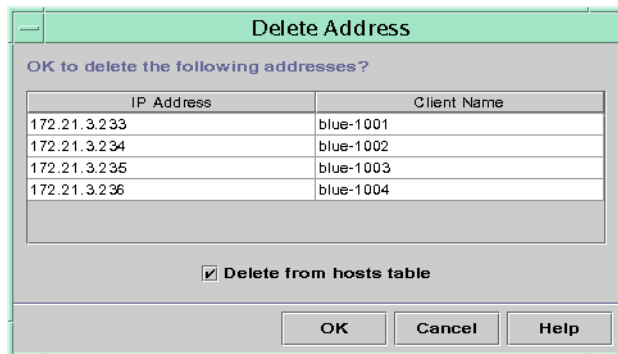 Delete Address
OK to delete the following addresses?
IP Address Client Name
172.21.3.233 blue-1001
172.21.3.234 blue-1002
172.21.3.235 blue-1003
172.21.3.236 blue-1004
Delete from hosts table
OK Cancel Help